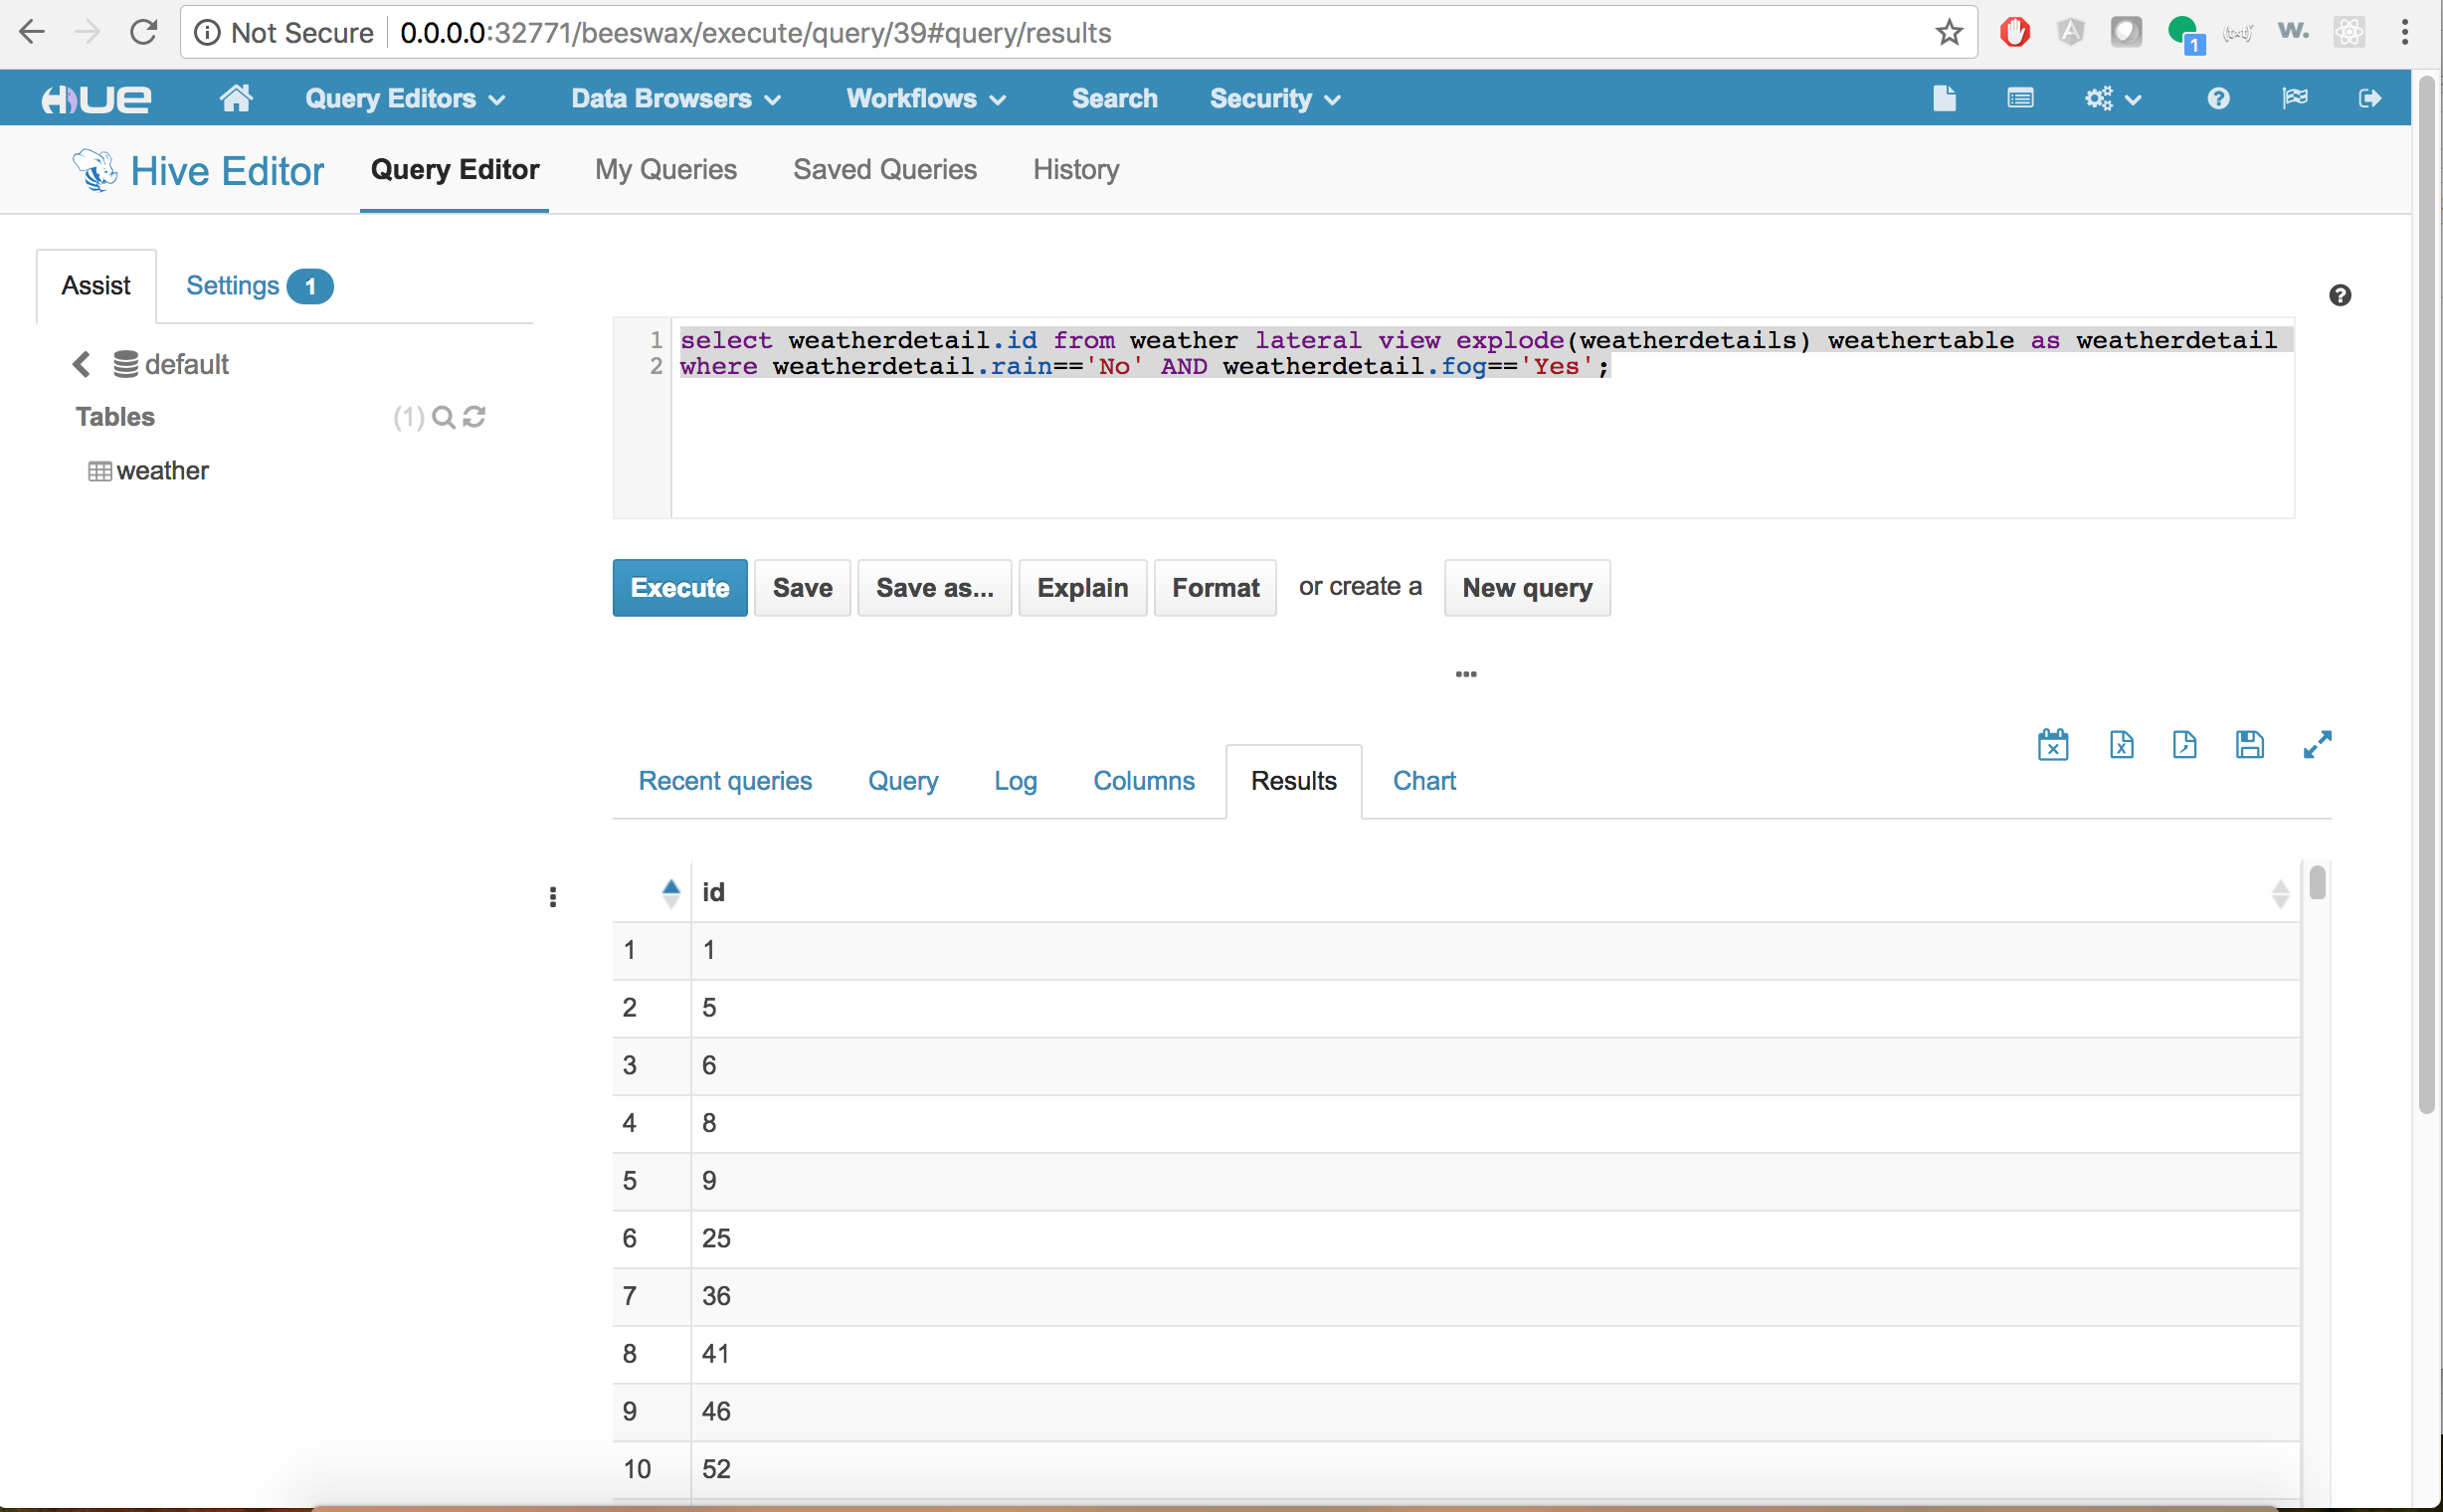 Not Secure 0.0.0.0:32771/beeswax/execute/query/39#query/results
1
W.
HUE Query Editors Data Browsers Workflows Search Security
Hive Editor Query Editor My Queries Saved Queries History
Assist Settings 1
default
Tables (1)
weather
1 select weatherdetail.id from weather lateral view explode(weatherdetails) weathertable as weatherdetail
2 where weatherdetail.rain=='No' AND weatherdetail.fog=='Yes';
Execute Save Save as... Explain Format or create a New query
Recent queries Query Log Columns Results Chart
id
1 1
2 5
3 6
4 8
5 9
6 25
7 36
8 41
9 46
10 52